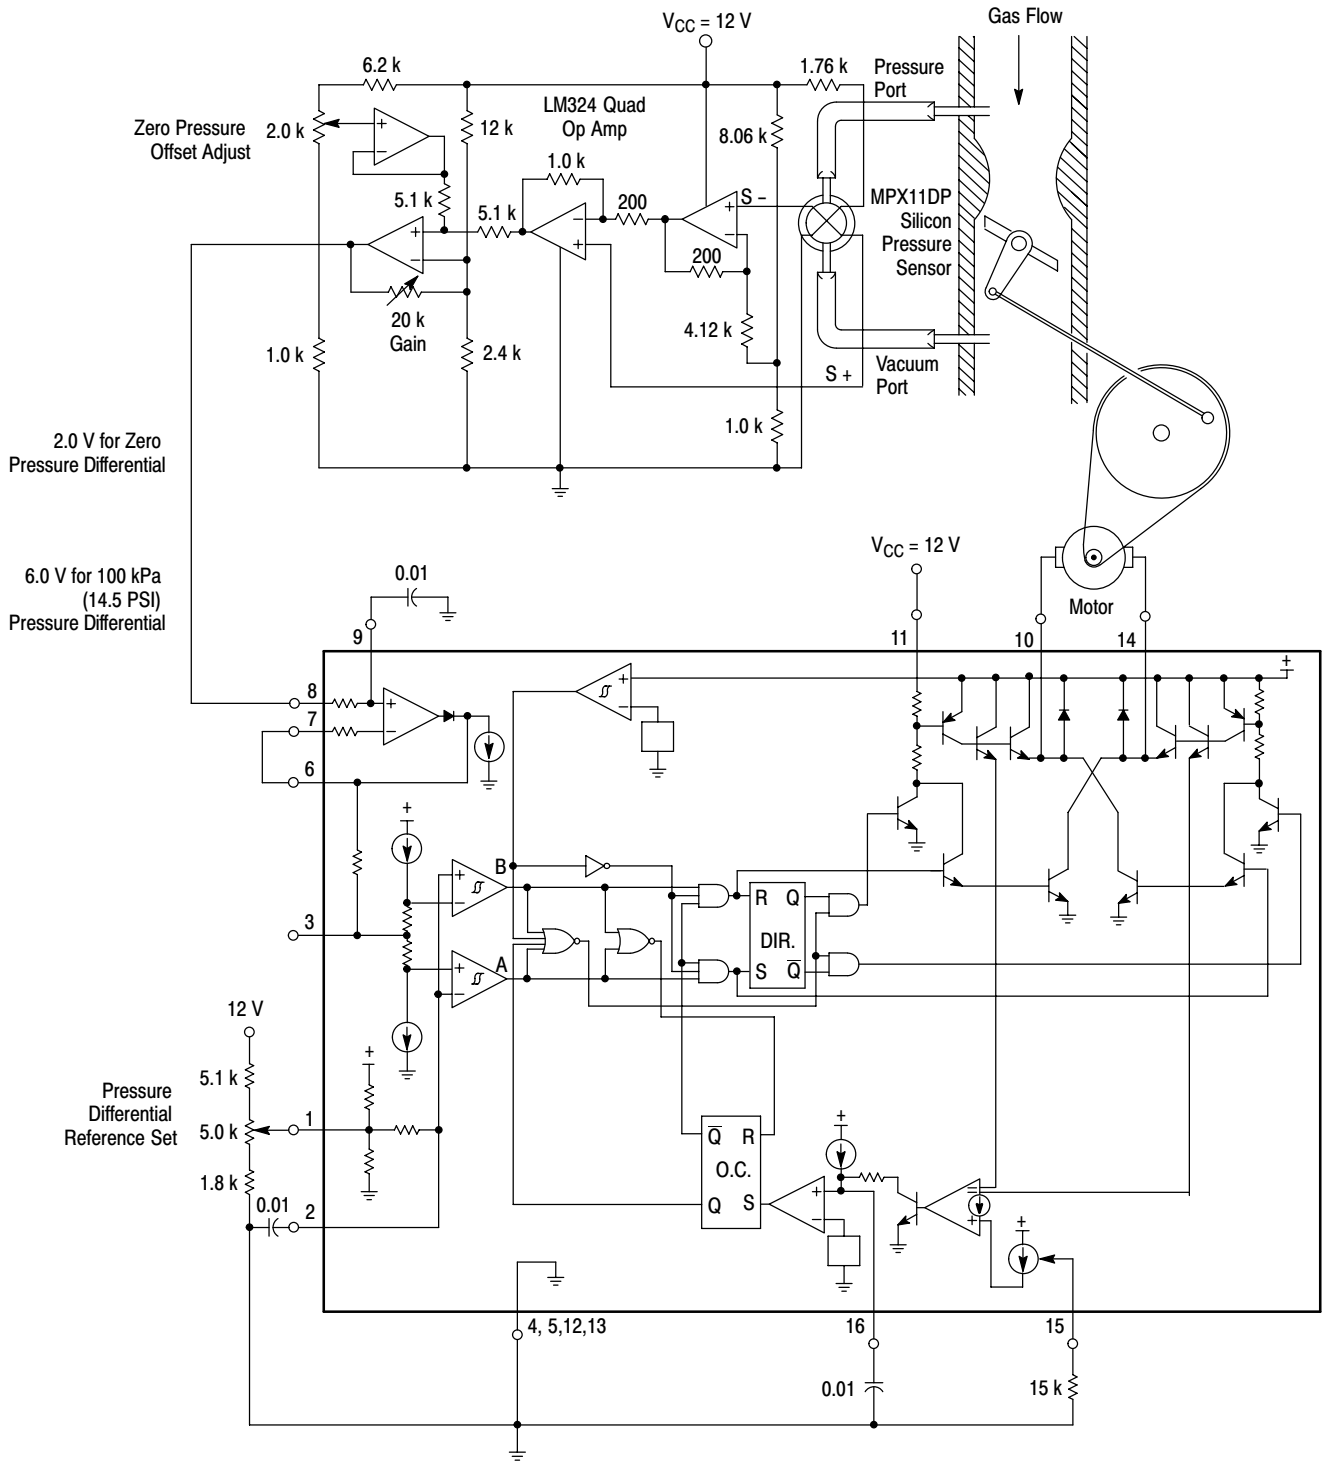 V_CC = 12 V
Gas Flow
6.2 k
1.76 k
Pressure
Port
LM324 Quad
Op Amp
Zero Pressure
Offset Adjust
2.0 k
+
−
12 k
8.06 k
1.0 k
5.1 k
5.1 k
200
S −
+
−
MPX11DP
Silicon
Pressure
Sensor
+
−
−
+
200
20 k
Gain
4.12 k
1.0 k
2.4 k
Vacuum
Port
S +
1.0 k
2.0 V for Zero
Pressure Differential
V_CC = 12 V
6.0 V for 100 kPa
(14.5 PSI)
Pressure Differential
0.01
Motor
9
11
10
14
8
7
6
+
−
+
−
+
+
B
+
−
3
R
Q
DIR.
S
Q̅
A
+
−
12 V
5.1 k
+
Pressure
Differential
Reference Set
5.0 k
1
1.8 k
0.01
2
Q̅
R
O.C.
Q
S
+
+
−
−
+
+
4, 5,12,13
16
15
0.01
15 k